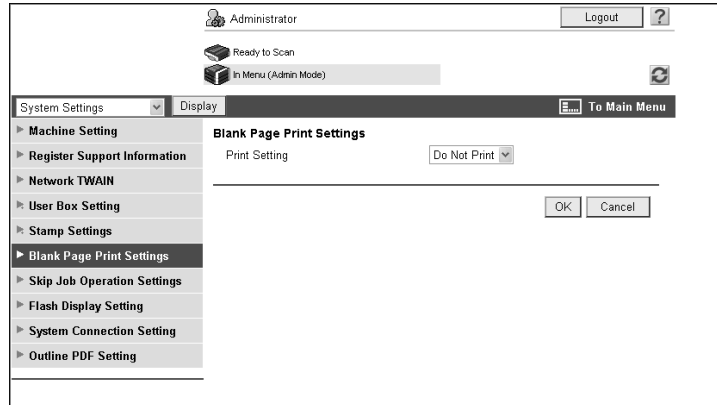 Administrator
Logout
?
Ready to Scan
In Menu (Admin Mode)
System Settings
Display
To Main Menu
Machine Setting
Register Support Information
Network TWAIN
User Box Setting
Stamp Settings
Blank Page Print Settings
Skip Job Operation Settings
Flash Display Setting
System Connection Setting
Outline PDF Setting
Blank Page Print Settings
Print Setting
Do Not Print
OK
Cancel